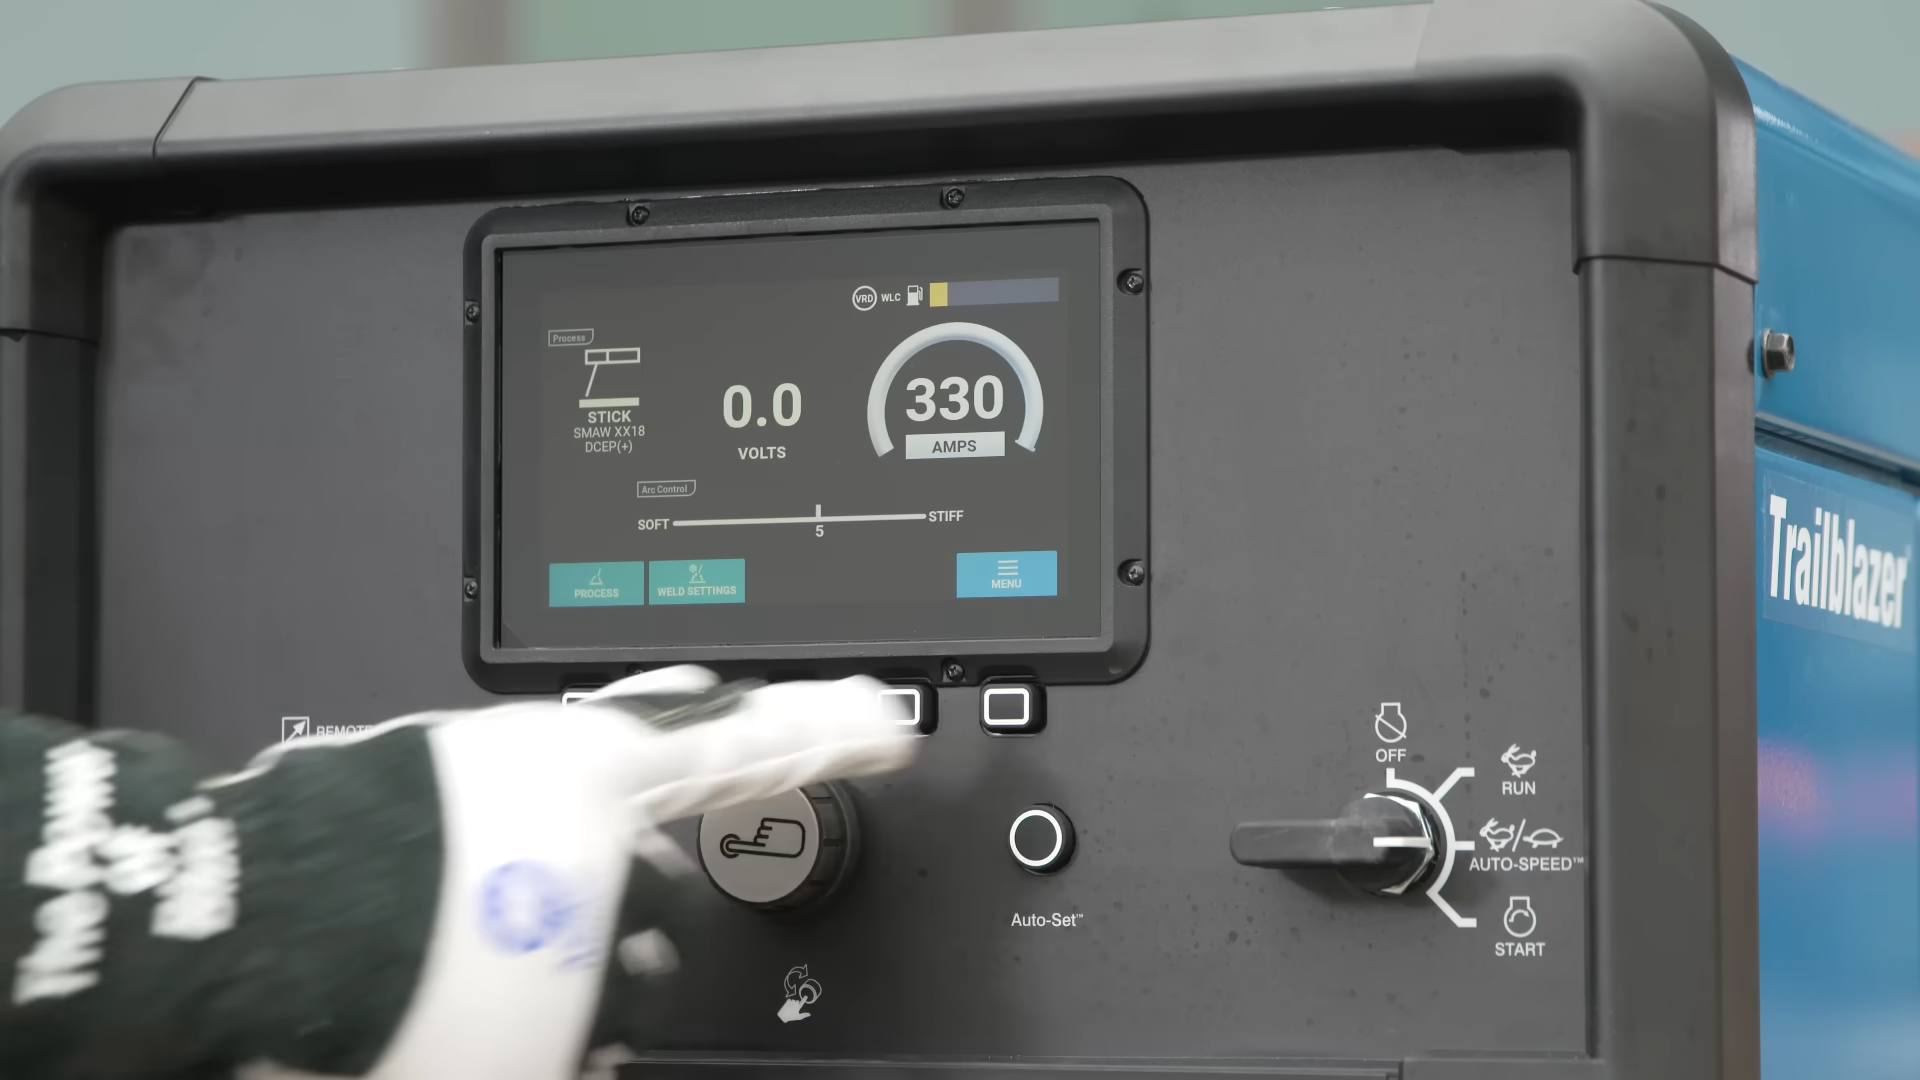 VRD WLC
Process
STICK
SMAW XX18
DCEP(+)
0.0
VOLTS
330
AMPS
Arc Control
SOFT
STIFF
5
PROCESS
WELD SETTINGS
MENU
Trailblazer®
REMOTE
OFF
RUN
AUTO-SPEED™
START
Auto-Set™